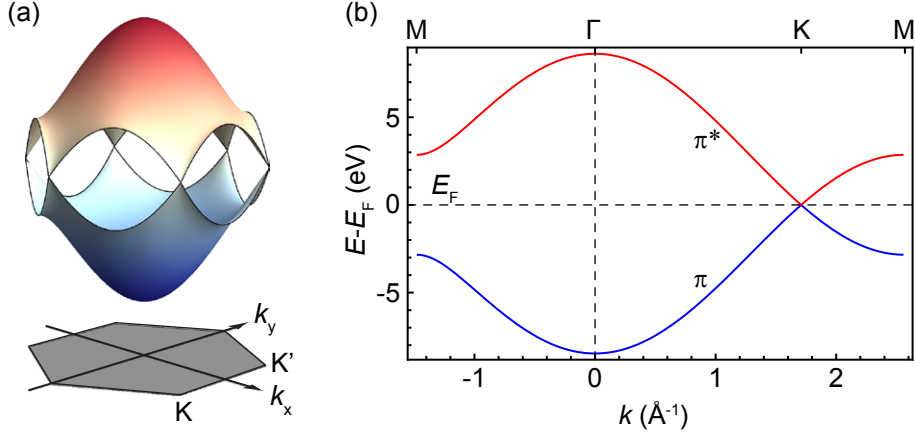 (a)
k_y
K'
k_x
K
(b)
M Γ K M
5
0
-5
E-E_F (eV)
E_F
π*
π
-1 0 1 2
k (Å⁻¹)